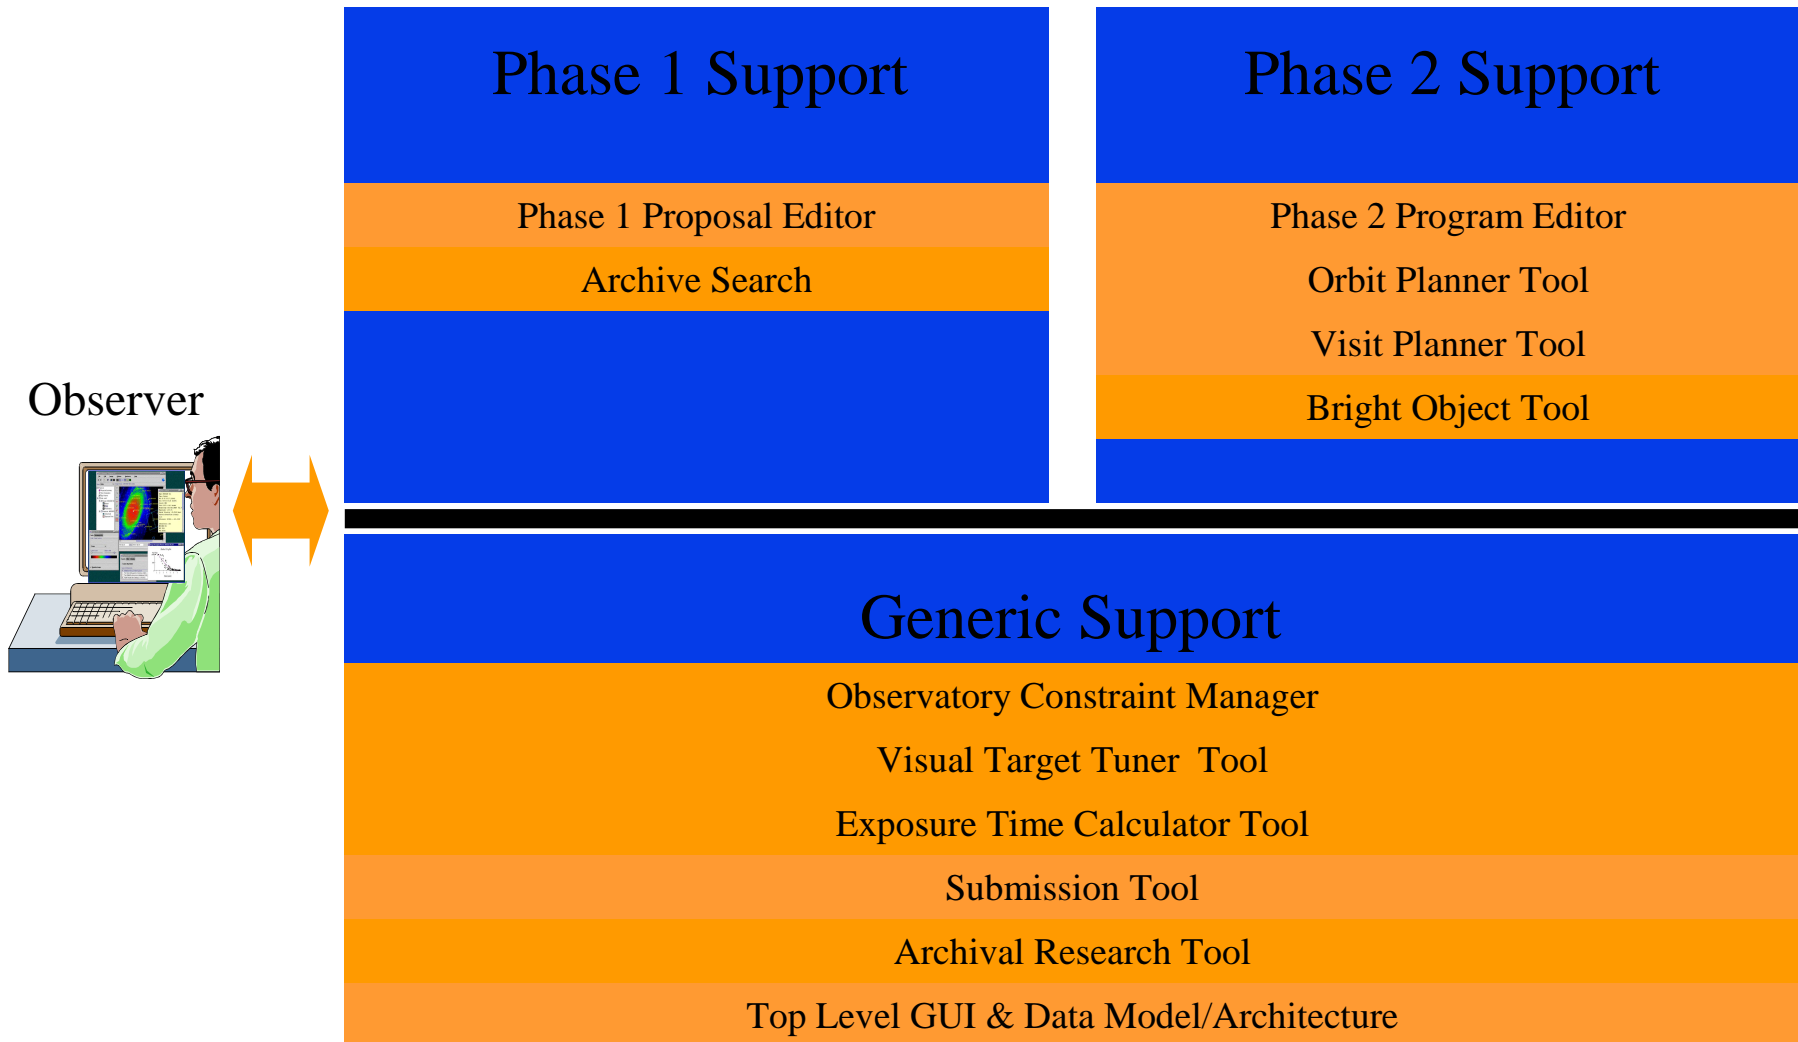 Phase 1 Support
Phase 1 Proposal Editor
Archive Search
Phase 2 Support
Phase 2 Program Editor
Orbit Planner Tool
Visit Planner Tool
Bright Object Tool
Observer
Generic Support
Observatory Constraint Manager
Visual Target Tuner  Tool
Exposure Time Calculator Tool
Submission Tool
Archival Research Tool
Top Level GUI & Data Model/Architecture